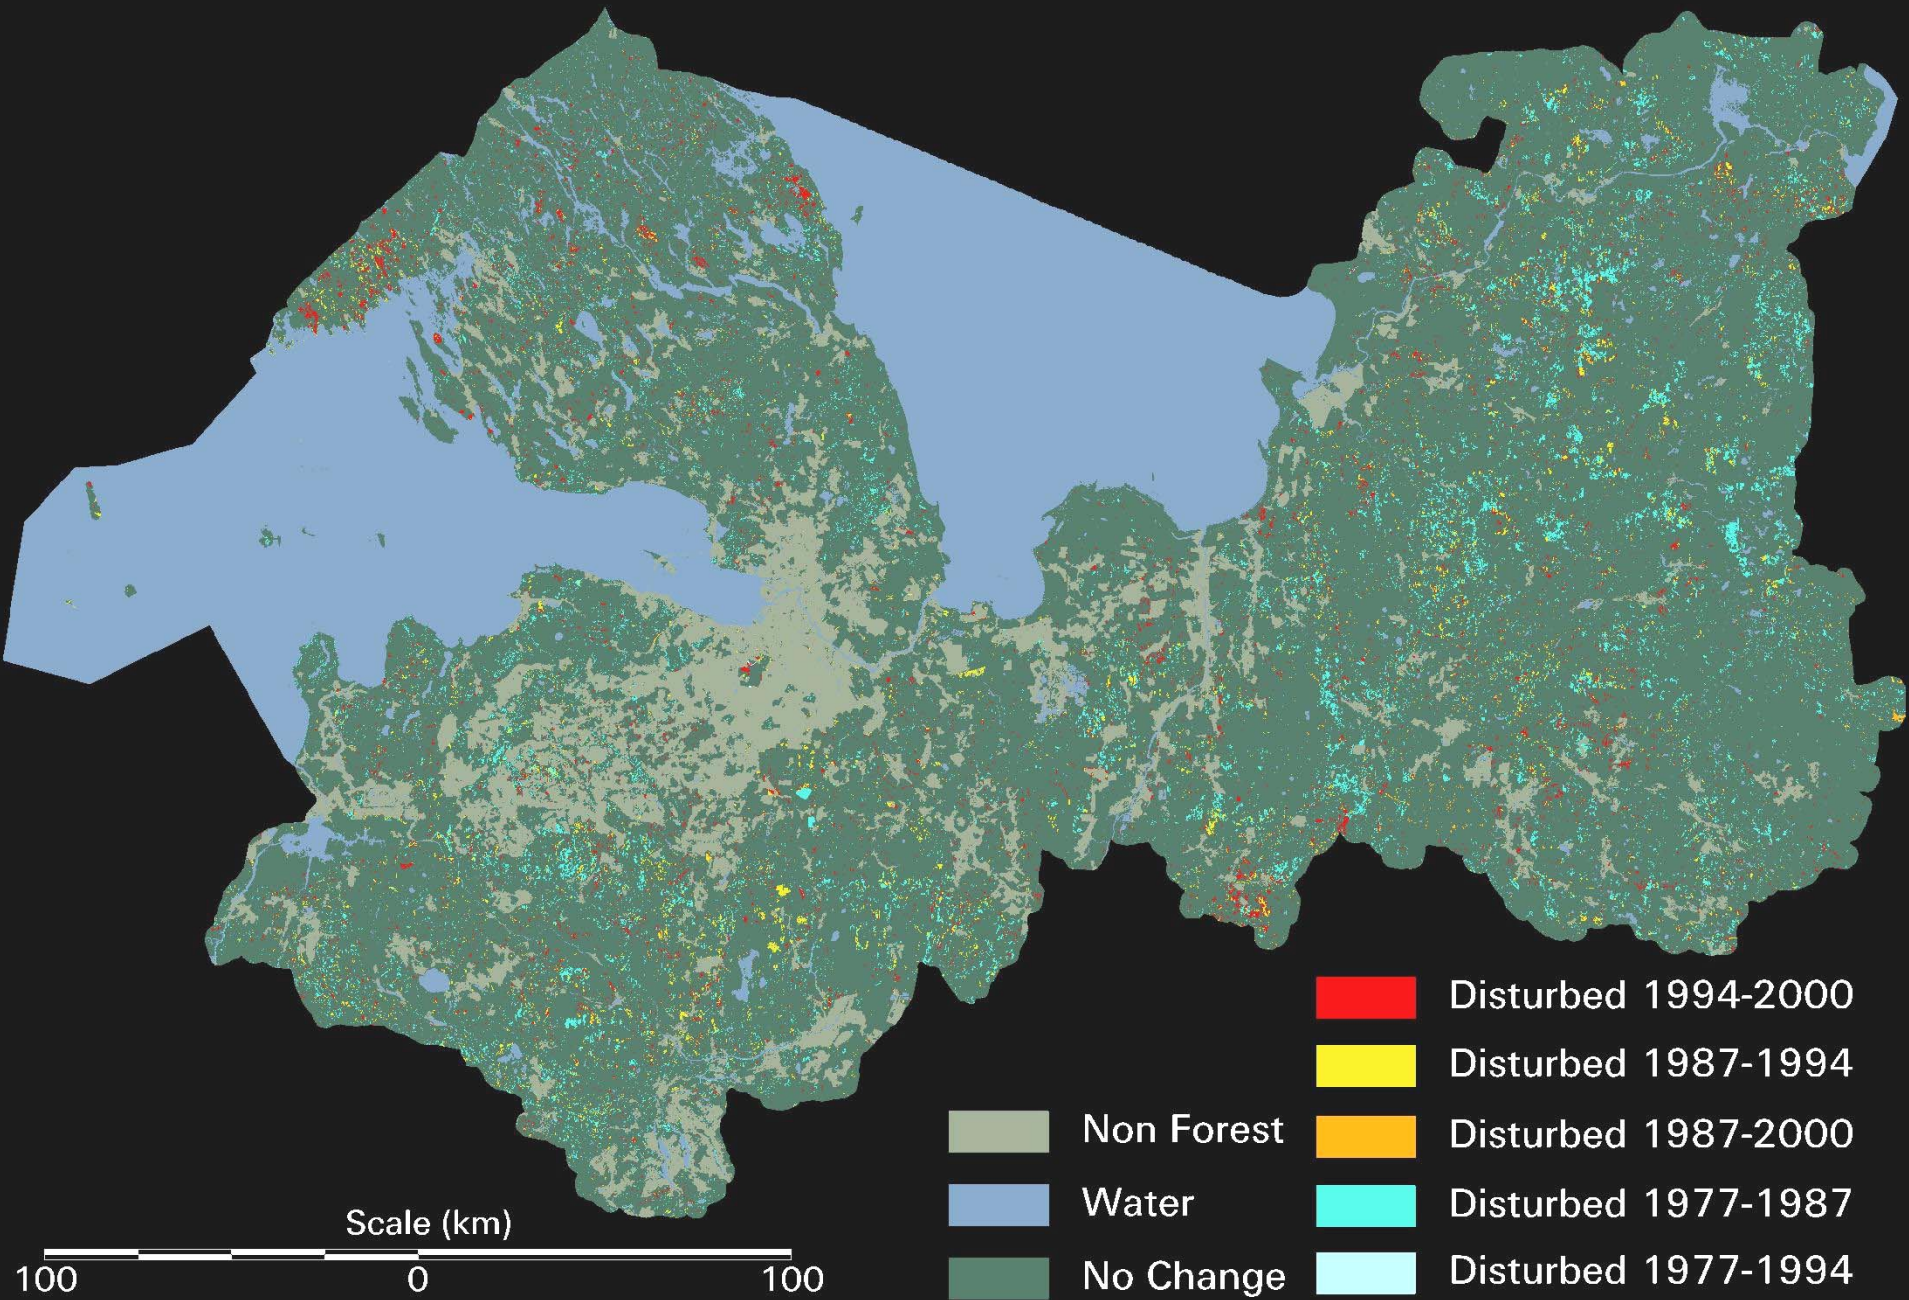 Disturbed 1994-2000
Disturbed 1987-1994
Non Forest
Disturbed 1987-2000
Water
Disturbed 1977-1987
No Change
Disturbed 1977-1994
Scale (km)
100 0 100